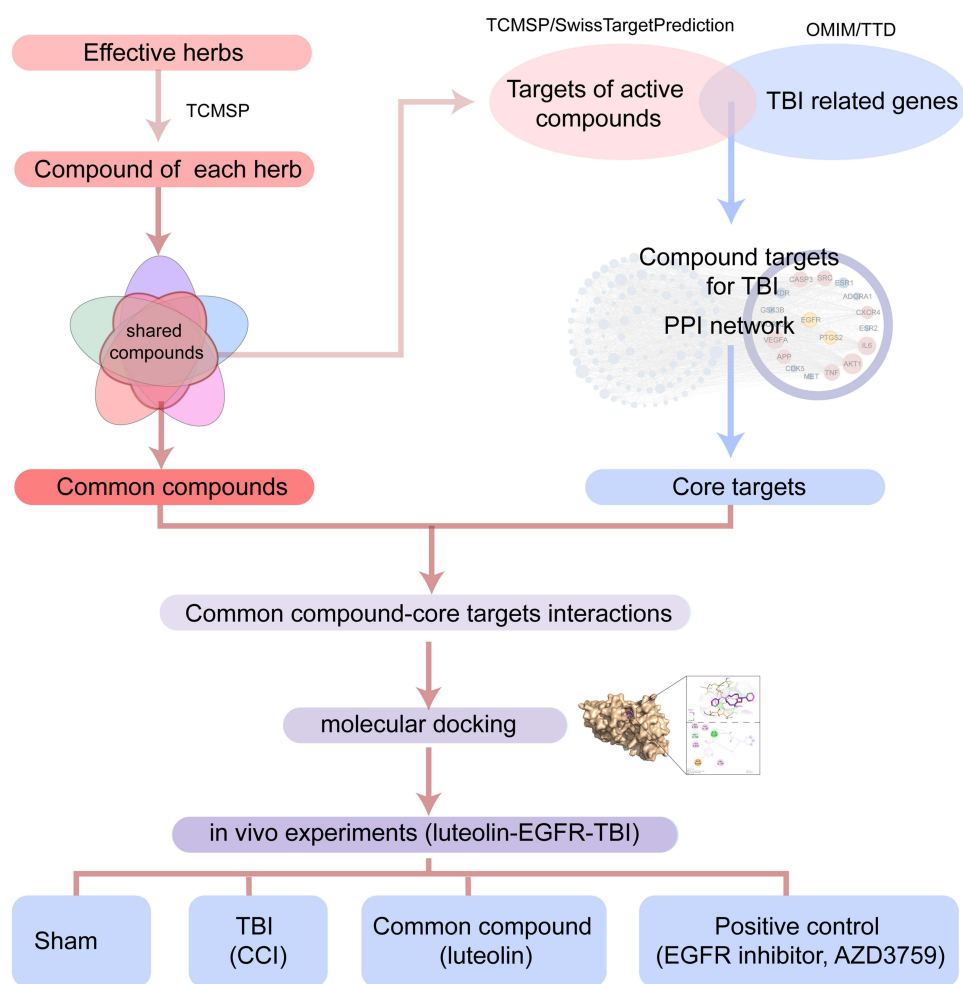 Effective herbs
TCMSP
Compound of each herb
shared
compounds
Common compounds
TCMSP/SwissTargetPrediction
OMIM/TTD
Targets of active
compounds
TBI related genes
Compound targets
for TBI
PPI network
CASP3
SRC
ESR1
ADORA1
GSK3B
EGFR
CXCR4
ESR2
VEGFA
PTGS2
IL6
APP
AKT1
CDK5
MET
TNF
Core targets
Common compound-core targets interactions
molecular docking
in vivo experiments (luteolin-EGFR-TBI)
Sham
TBI
(CCI)
Common compound
(luteolin)
Positive control
(EGFR inhibitor, AZD3759)